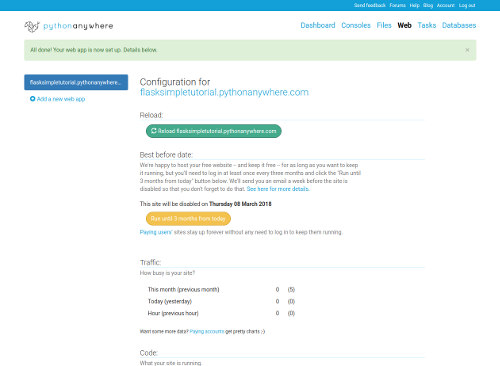 Send feedback Forums Help Blog Account Log out
pythonanywhere
Dashboard Consoles Files Web Tasks Databases
All done! Your web app is now set up. Details below. ×
flasksimpletutorial.pythonanywhere...
Add a new web app
Configuration for
flasksimpletutorial.pythonanywhere.com
Reload:
Reload flasksimpletutorial.pythonanywhere.com
Best before date:
We're happy to host your free website – and keep it free – for as long as you want to keep
it running, but you'll need to log in at least once every three months and click the "Run until
3 months from today" button below. We'll send you an email a week before the site is
disabled so that you don't forget to do that. See here for more details.
This site will be disabled on Thursday 08 March 2018
Run until 3 months from today
Paying users' sites stay up forever without any need to log in to keep them running.
Traffic:
How busy is your site?
This month (previous month) 0 (5)
Today (yesterday) 0 (0)
Hour (previous hour) 0 (0)
Want some more data? Paying accounts get pretty charts ;-)
Code:
What your site is running.